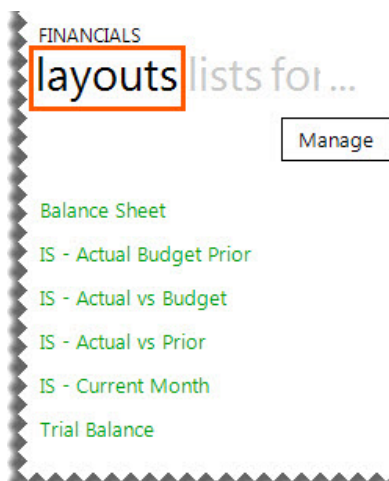 FINANCIALS
layouts lists for ...
Manage
Balance Sheet
IS - Actual Budget Prior
IS - Actual vs Budget
IS - Actual vs Prior
IS - Current Month
Trial Balance